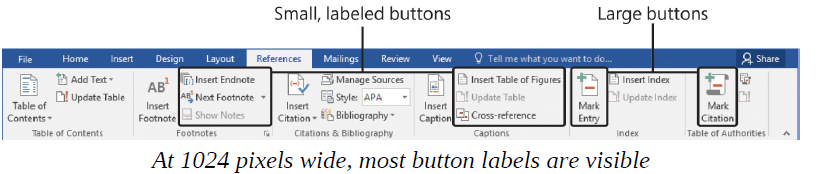 Small, labeled buttons Large buttons
File Home Insert Design Layout References Mailings Review View Tell me what you want to do... Share
Table of Contents Add Text Update Table
AB1 Insert Footnote Insert Endnote AB Next Footnote Show Notes
Insert Citation Manage Sources Style: APA Bibliography
Insert Caption Insert Table of Figures Update Table Cross-reference
Mark Entry Insert Index Update Index
Mark Citation
Table of Contents Footnotes Citations & Bibliography Captions Index Table of Authorities
At 1024 pixels wide, most button labels are visible